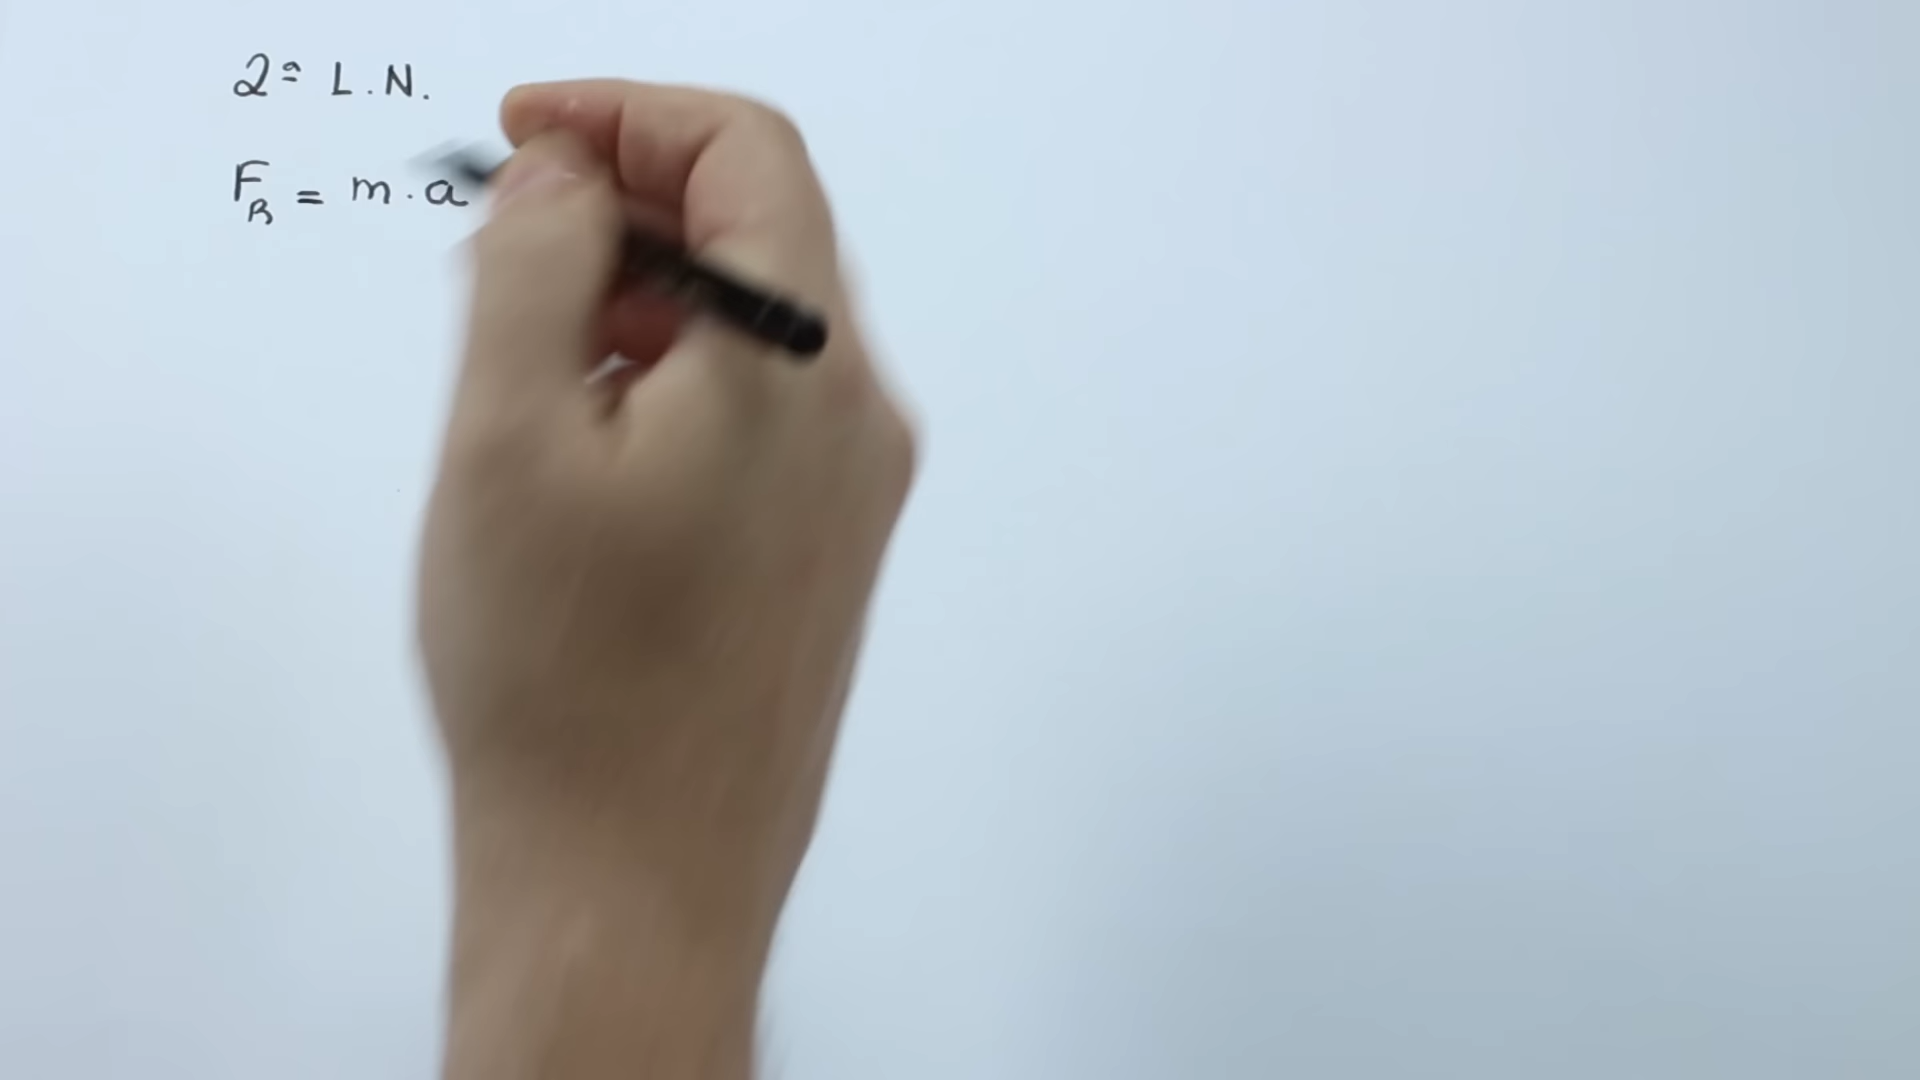 2ª L.N.
F_R = m.a